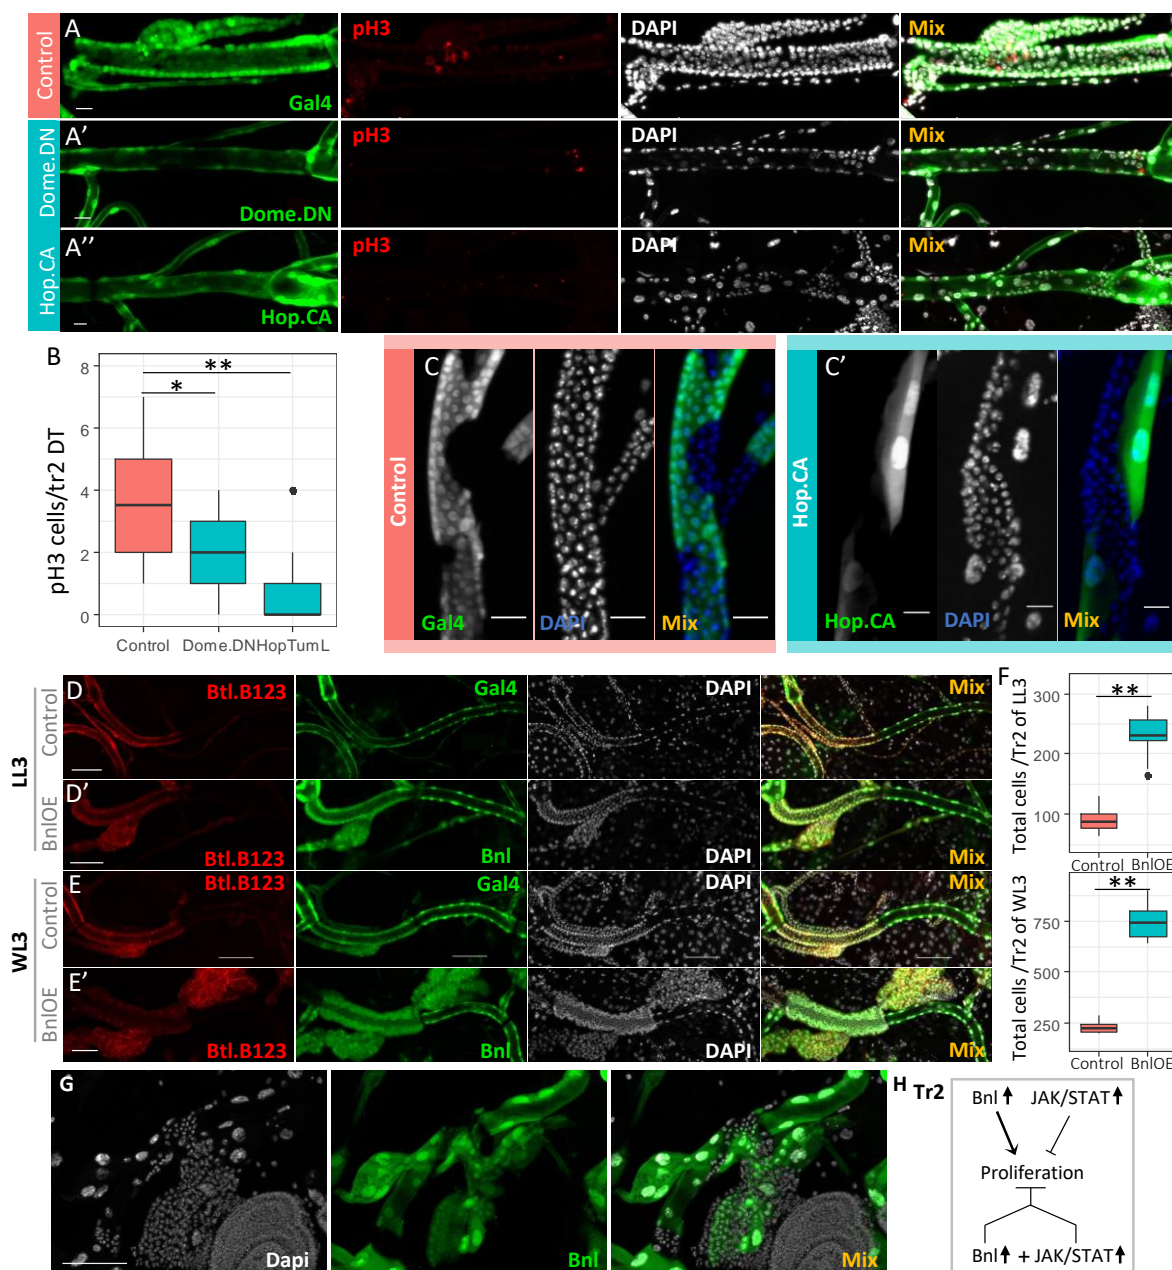 Control
A
Gal4
pH3
DAPI
Mix
Dome.DN
A'
Dome.DN
pH3
DAPI
Mix
Hop.CA
A''
Hop.CA
pH3
DAPI
Mix
B
**
*
pH3 cells/tr2 DT
8
6
4
2
0
Control
Dome.DN
HopTumL
Control
C
Gal4
DAPI
Mix
Hop.CA
C'
Hop.CA
DAPI
Mix
LL3
Control
D
Btl.B123
Gal4
DAPI
Mix
BnlOE
D'
Btl.B123
Bnl
DAPI
Mix
WL3
Control
E
Btl.B123
Gal4
DAPI
Mix
BnlOE
E'
Btl.B123
Bnl
DAPI
Mix
F
Total cells /Tr2 of LL3
300
200
100
**
Control
BnlOE
Total cells /Tr2 of WL3
750
500
250
**
Control
BnlOE
G
Dapi
Bnl
Mix
H
Tr2
Bnl
JAK/STAT
Proliferation
Bnl + JAK/STAT